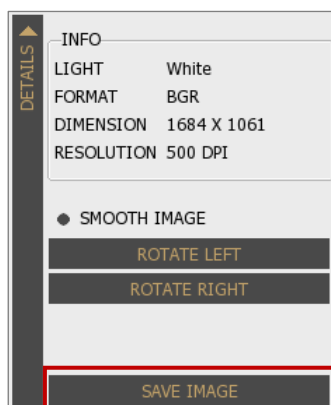 DETAILS
INFO
LIGHT White
FORMAT BGR
DIMENSION 1684 X 1061
RESOLUTION 500 DPI
SMOOTH IMAGE
ROTATE LEFT
ROTATE RIGHT
SAVE IMAGE